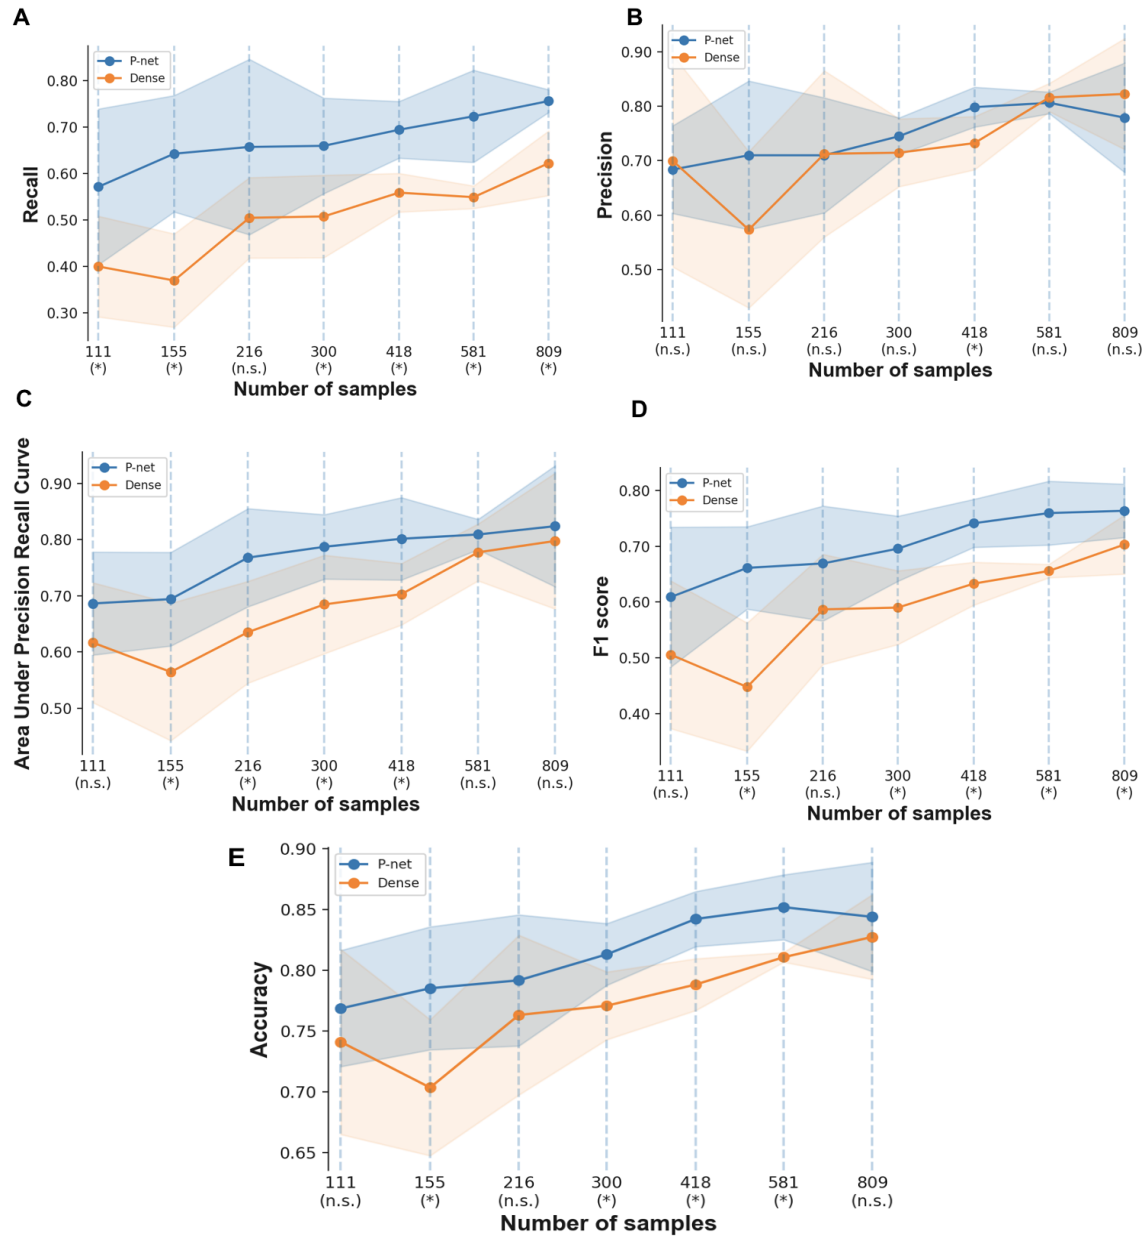 A
P-net
Dense
0.80
0.70
0.60
0.50
0.40
0.30
Recall
111 155 216 300 418 581 809
(*) (*) (n.s.) (*) (*) (*) (*)
Number of samples
B
P-net
Dense
0.90
0.80
0.70
0.60
0.50
Precision
111 155 216 300 418 581 809
(n.s.) (n.s.) (n.s.) (n.s.) (*) (n.s.) (n.s.)
Number of samples
C
P-net
Dense
0.90
0.80
0.70
0.60
0.50
Area Under Precision Recall Curve
111 155 216 300 418 581 809
(n.s.) (*) (*) (*) (*) (n.s.) (n.s.)
Number of samples
D
P-net
Dense
0.80
0.70
0.60
0.50
0.40
F1 score
111 155 216 300 418 581 809
(n.s.) (*) (n.s.) (*) (*) (*) (*)
Number of samples
E
P-net
Dense
0.90
0.85
0.80
0.75
0.70
0.65
Accuracy
111 155 216 300 418 581 809
(n.s.) (*) (n.s.) (*) (*) (*) (n.s.)
Number of samples